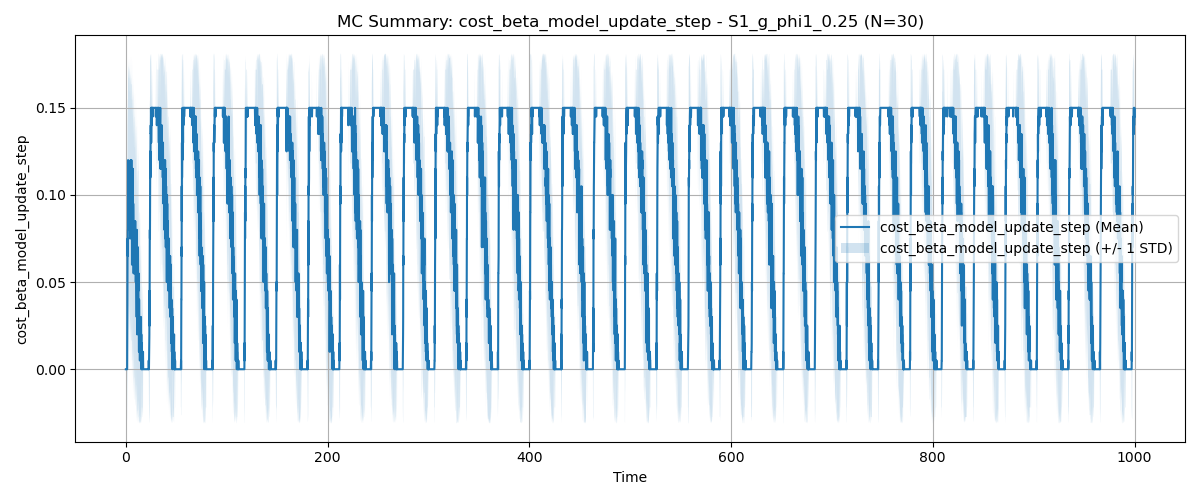 MC Summary: cost_beta_model_update_step - S1_g_phi1_0.25 (N=30)
cost_beta_model_update_step
0.15
0.10
0.05
0.00
cost_beta_model_update_step (Mean)
cost_beta_model_update_step (+/- 1 STD)
0
200
400
600
800
1000
Time